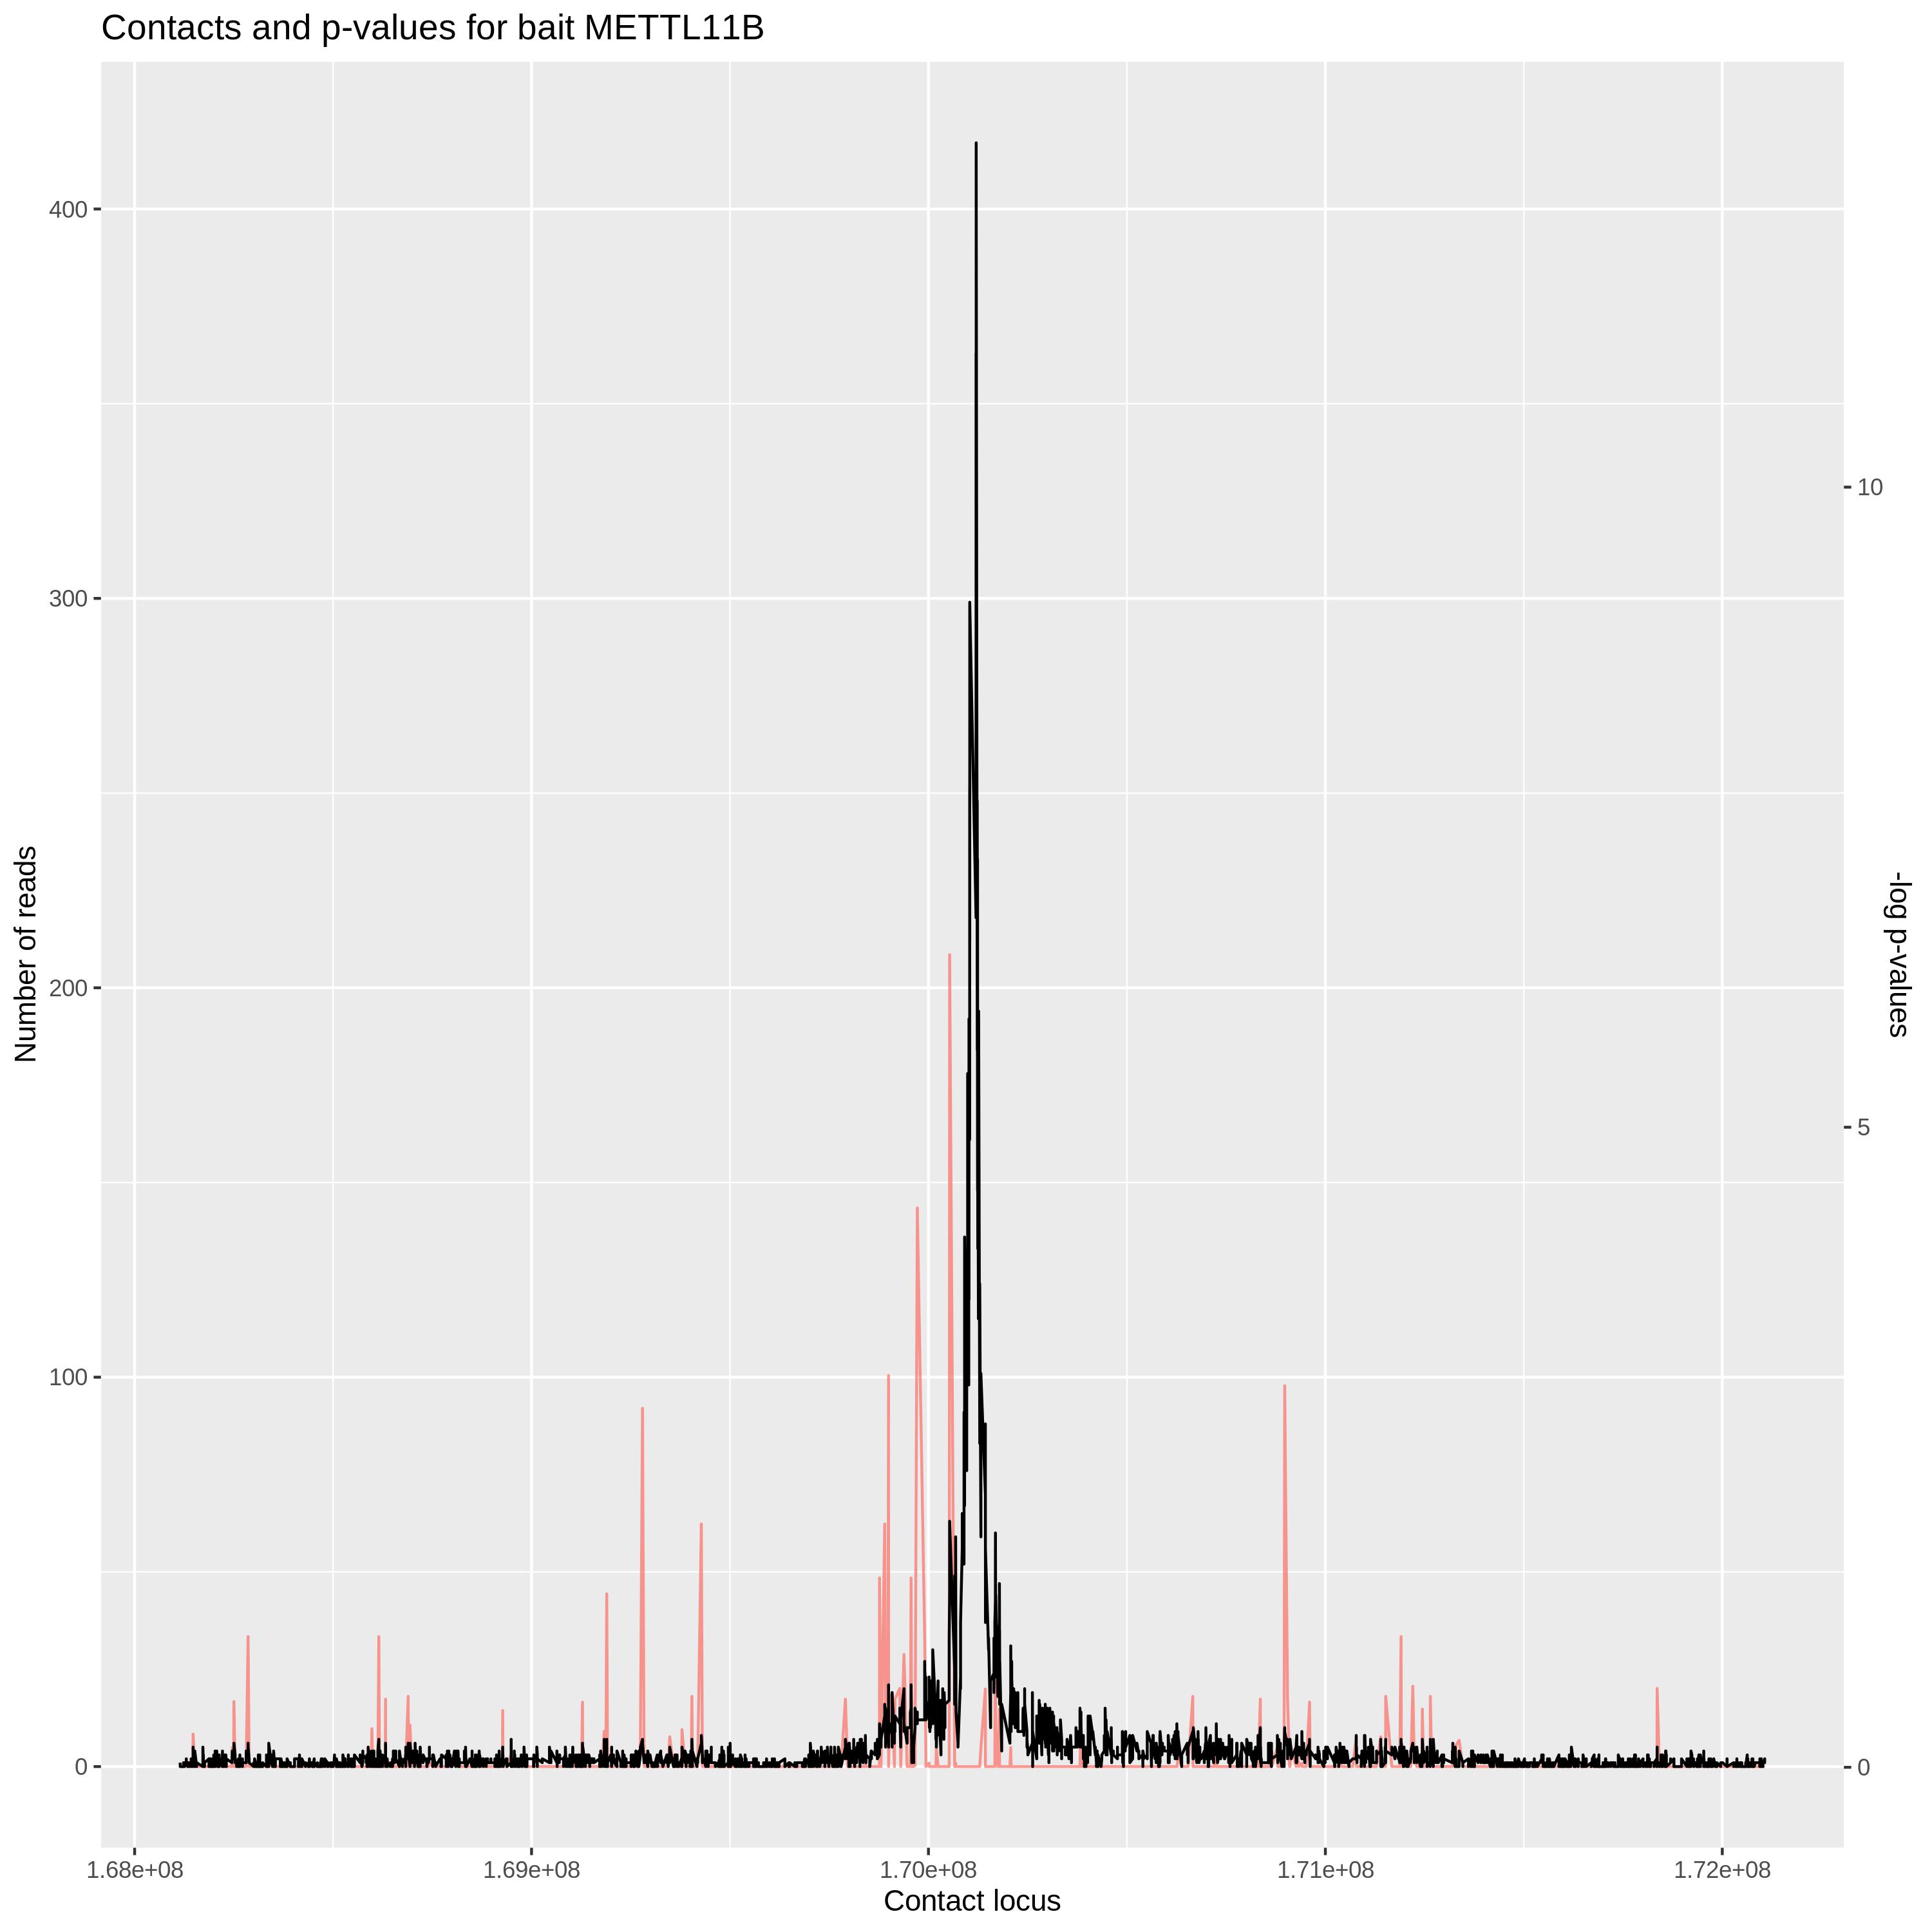 Contacts and p-values for bait METTL11B
400
300
200
100
0
Number of reads
10
5
0
-log p-values
1.68e+08
1.69e+08
1.70e+08
1.71e+08
1.72e+08
Contact locus